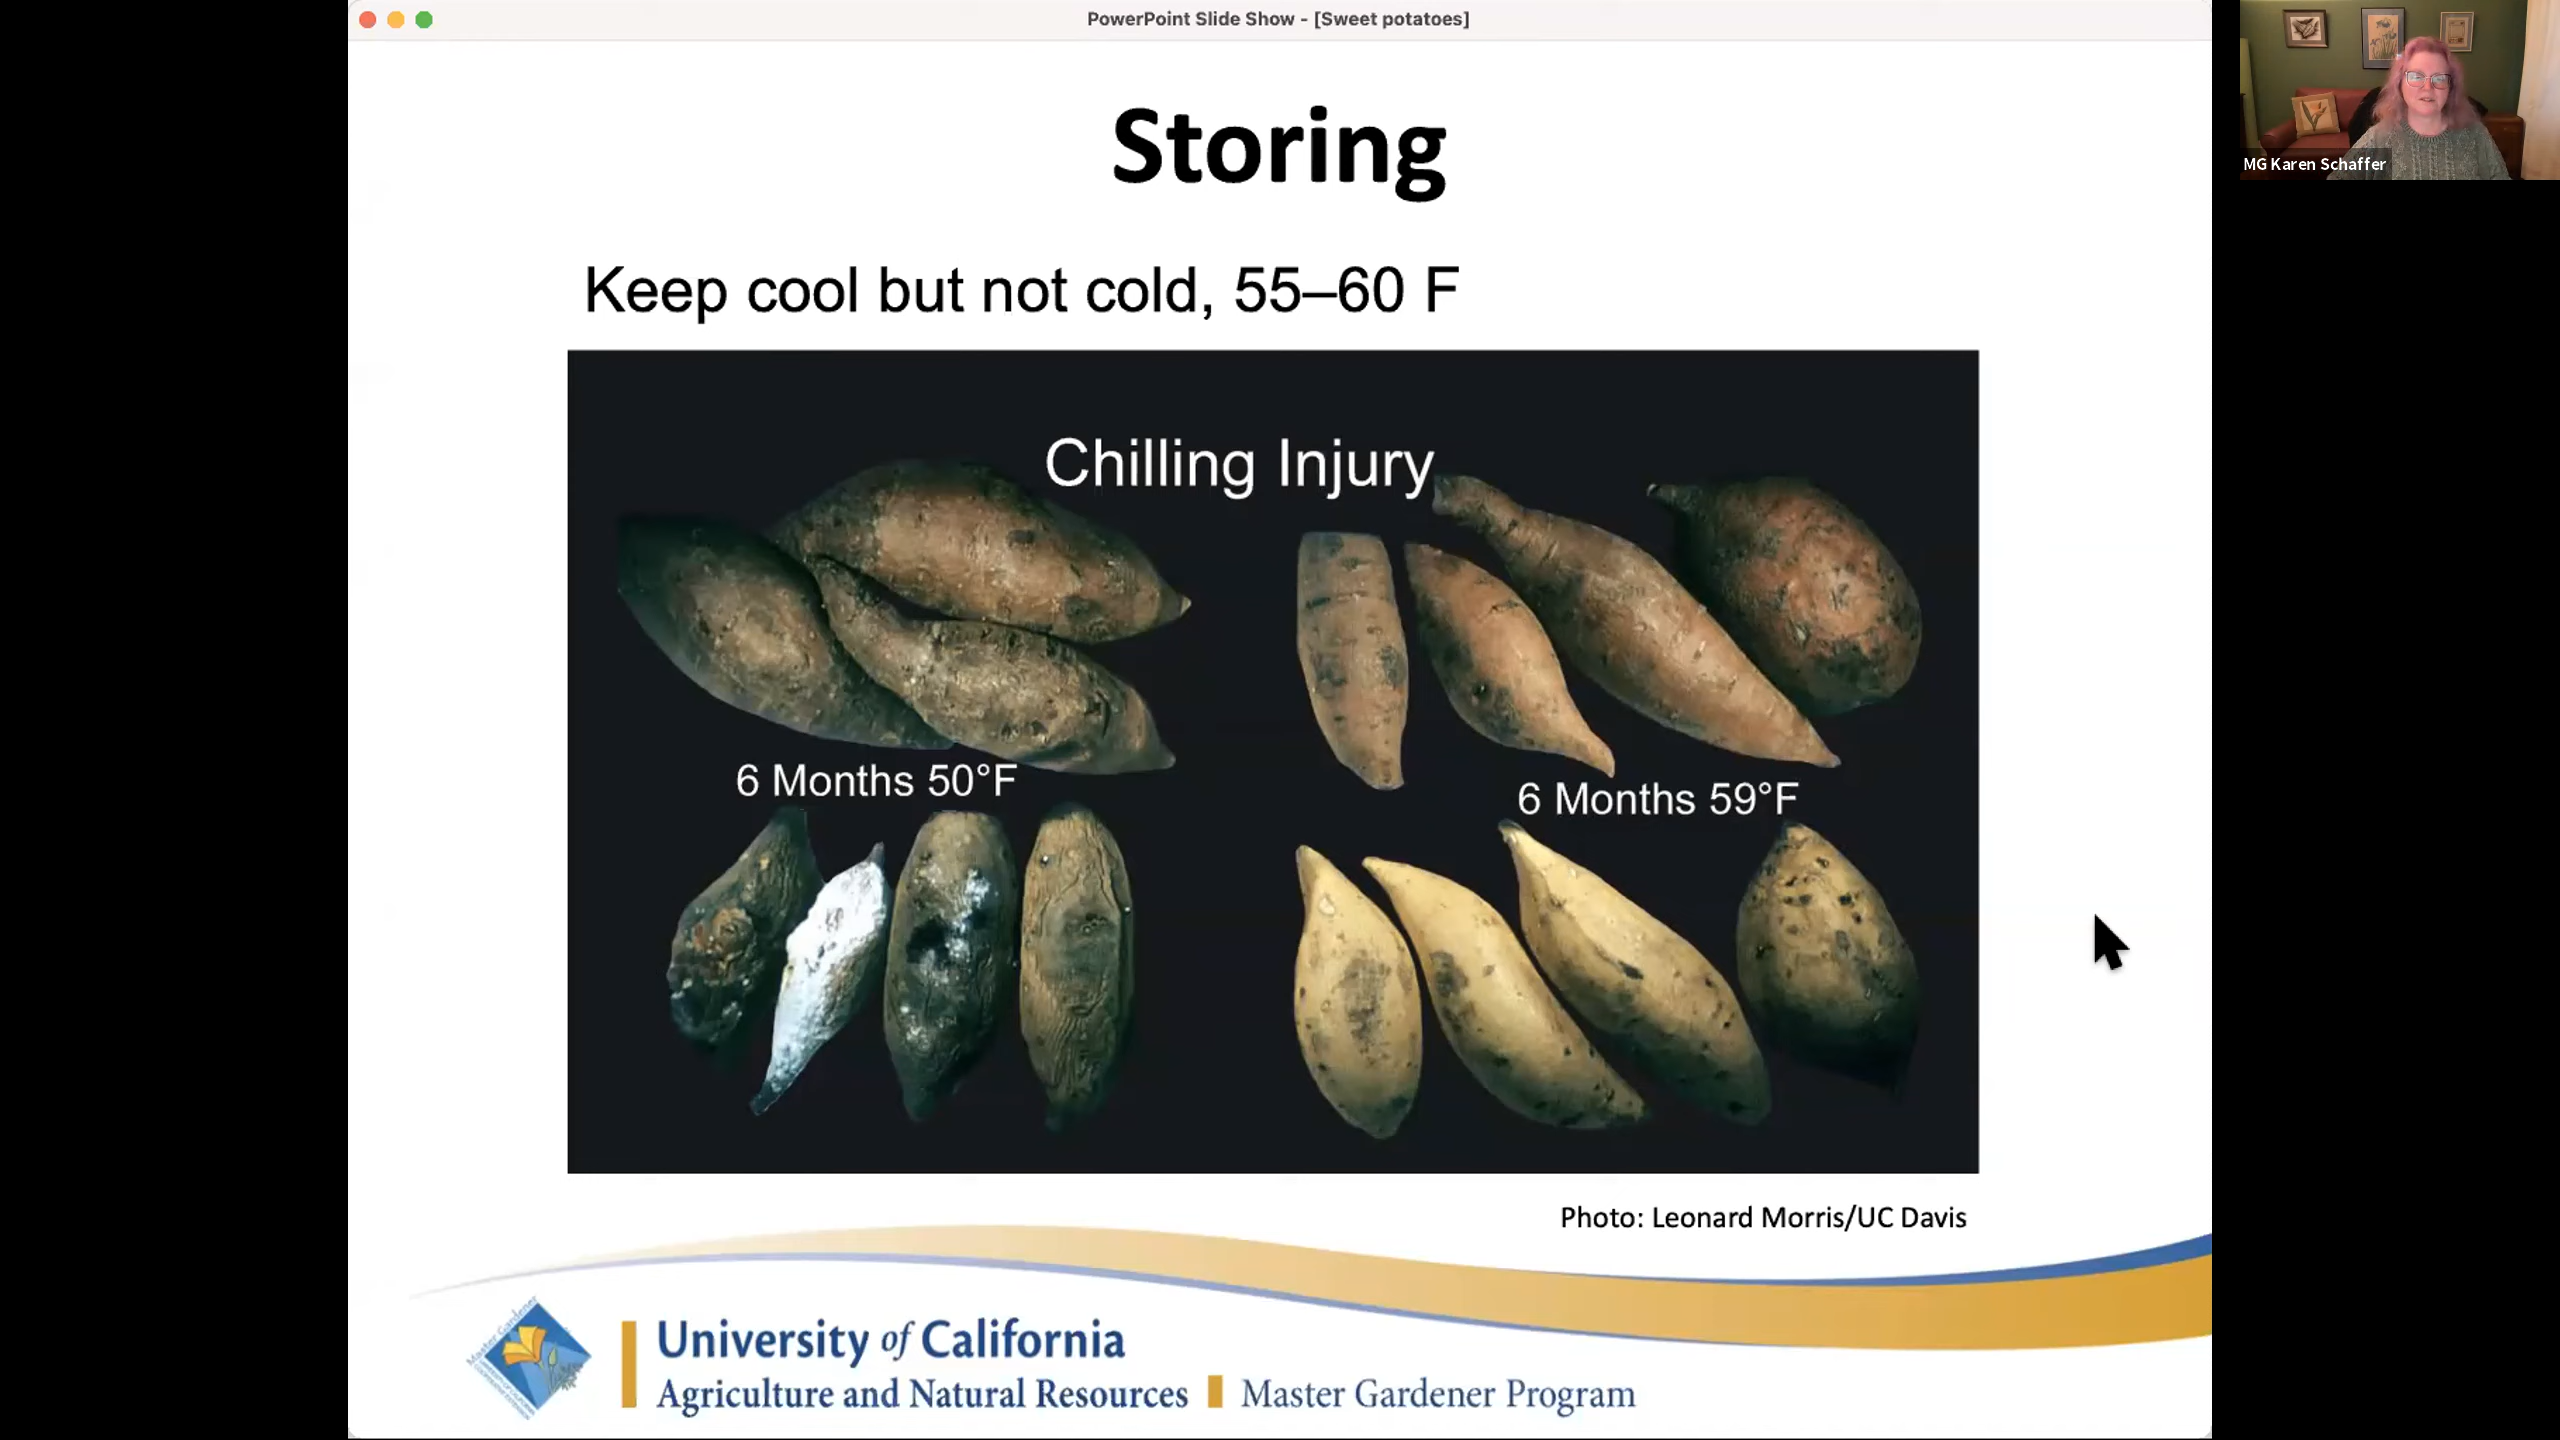 PowerPoint Slide Show - [Sweet potatoes]
MG Karen Schaffer
Storing
Keep cool but not cold, 55–60 F
Chilling Injury
6 Months 50°F
6 Months 59°F
Photo: Leonard Morris/UC Davis
University of California
Agriculture and Natural Resources
Master Gardener Program
Master Gardener